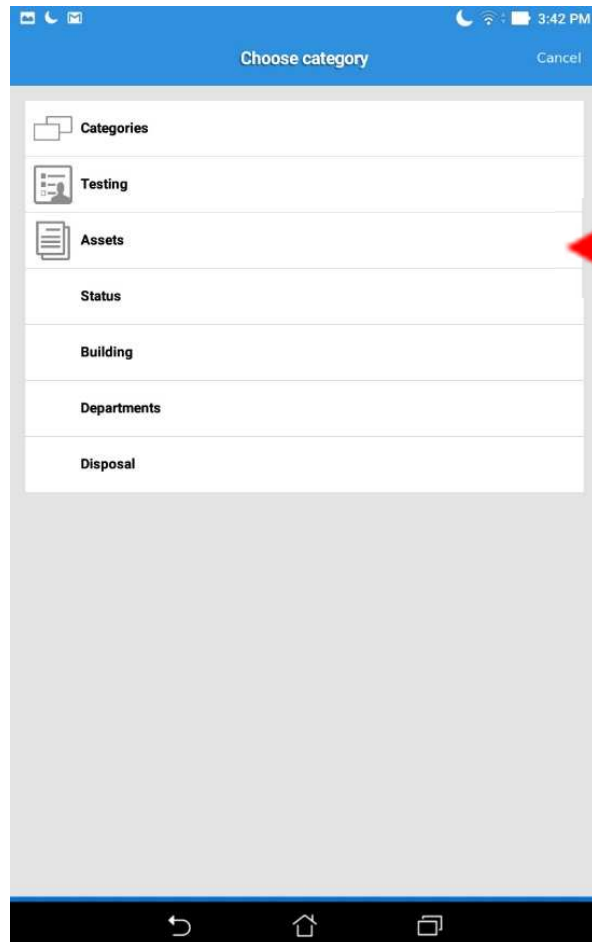 3:42 PM
Choose category
Cancel
Categories
Testing
Assets
Status
Building
Departments
Disposal